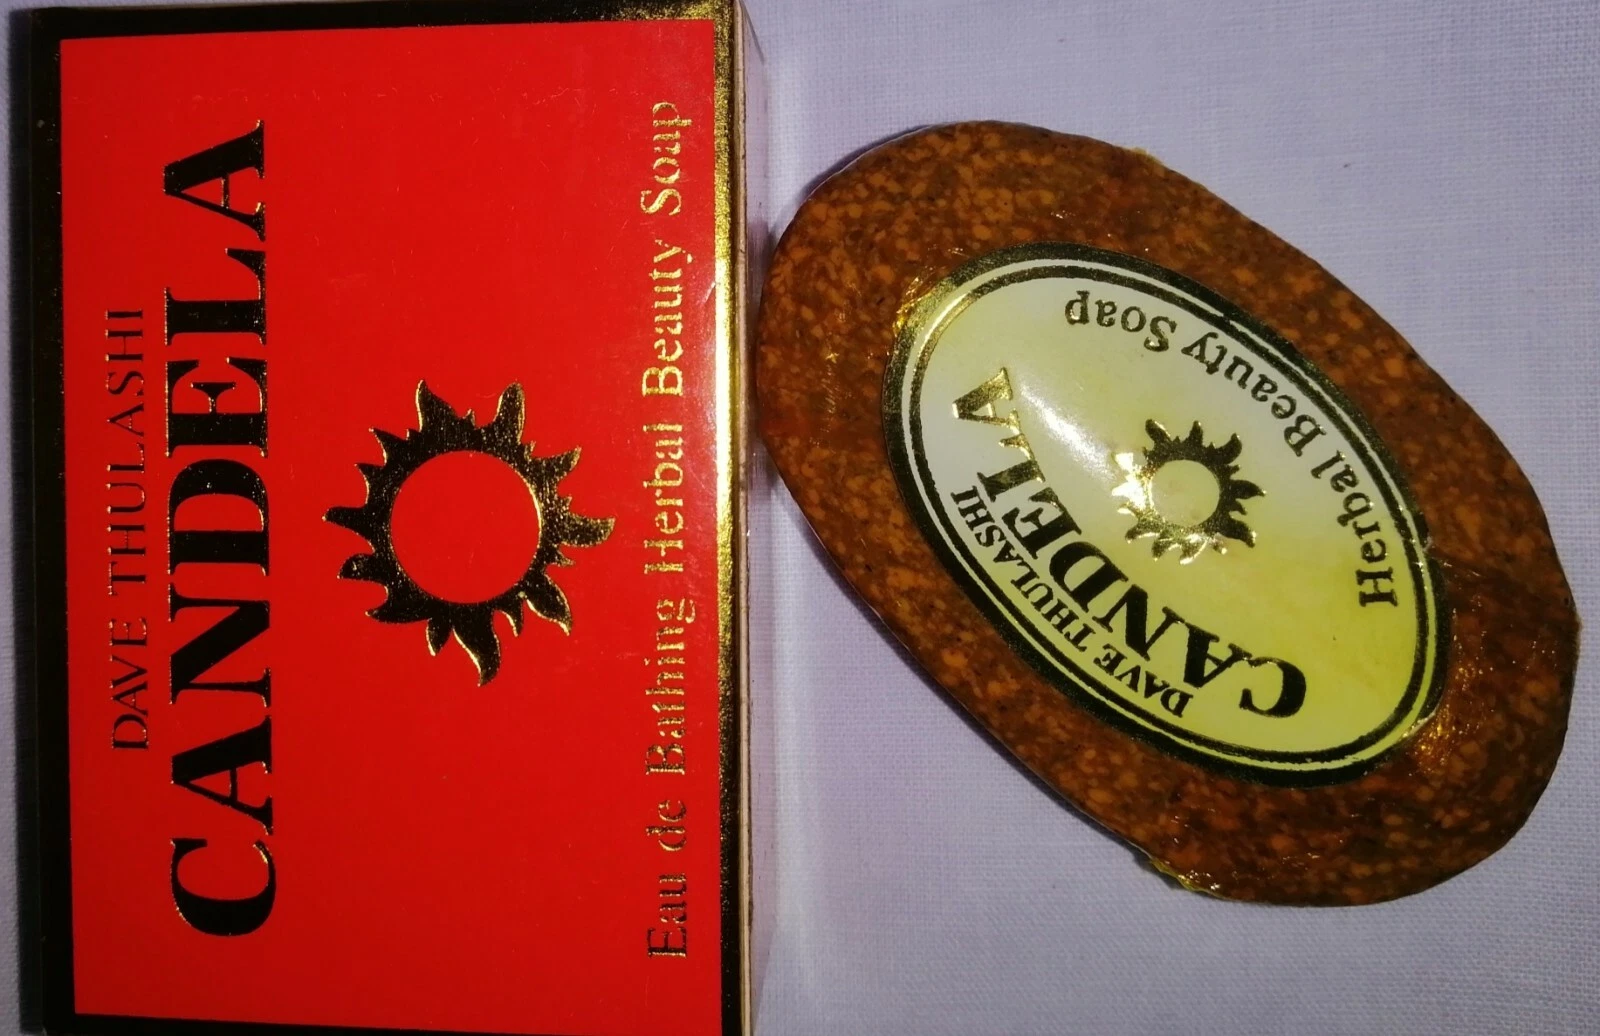 DAVE THULASHI
CANDELA
Eau de Bathing Herbal Beauty Soap
DAVE THULASHI
CANDELA
Herbal Beauty Soap